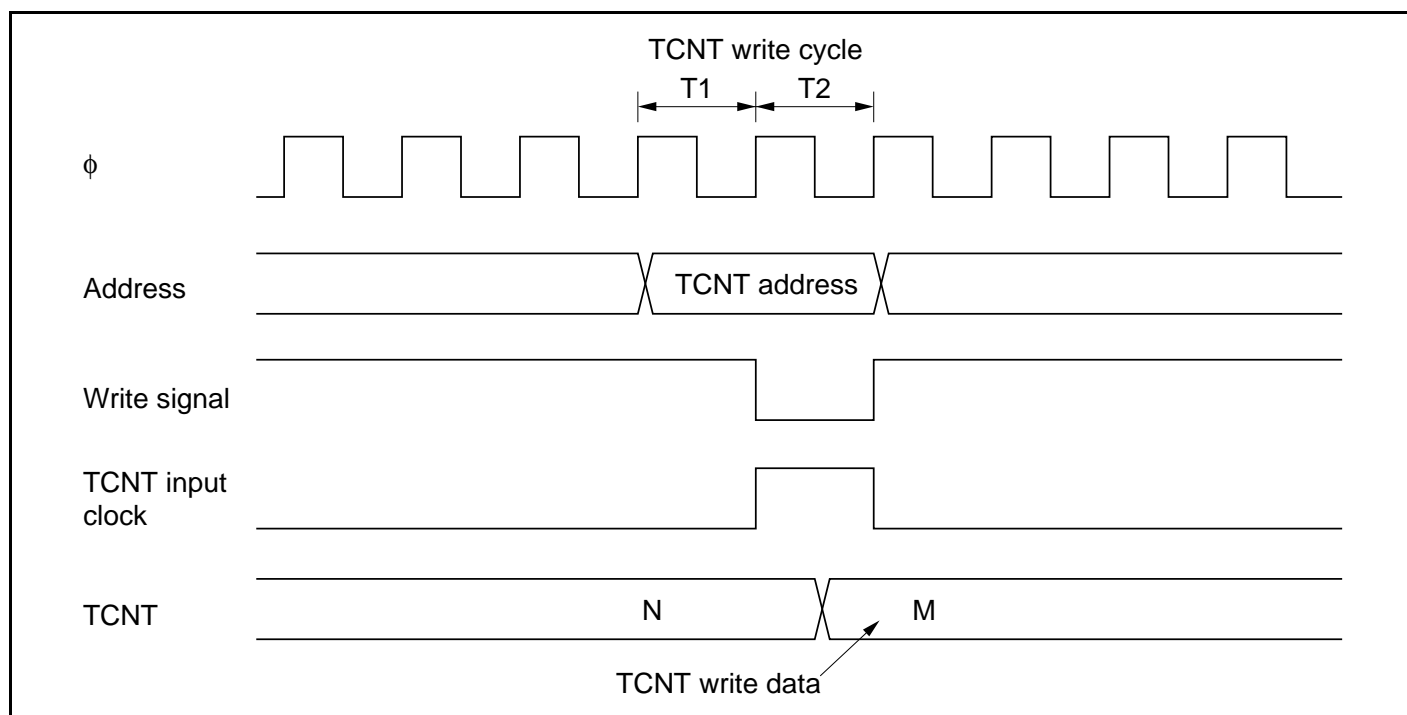 TCNT write cycle
T1 T2
ϕ
Address
TCNT address
Write signal
TCNT input
clock
TCNT
N
M
TCNT write data